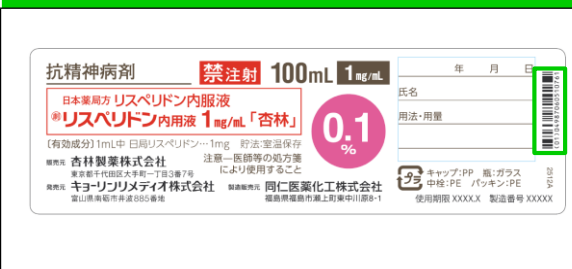 抗精神病剤 禁注射 100mL 1mg/mL
日本薬局方 リスペリドン内服液
劇 リスペリドン内用液 1mg/mL「杏林」
0.1%
〔有効成分〕1mL中 日局リスペリドン…1mg 貯法:室温保存
販売元 杏林製薬株式会社
東京都千代田区大手町一丁目3番7号
注意―医師等の処方箋
により使用すること
発売元 キョーリンリメディオ株式会社
富山県南砺市井波885番地
製造販売元 同仁医薬化工株式会社
福島県福島市瀬上町東中川原8-1
年 月 日
氏名
用法・用量
プラ
キャップ:PP 瓶:ガラス
中栓:PE パッキン:PE
使用期限 XXXX.X 製造番号 XXXXX
2512A